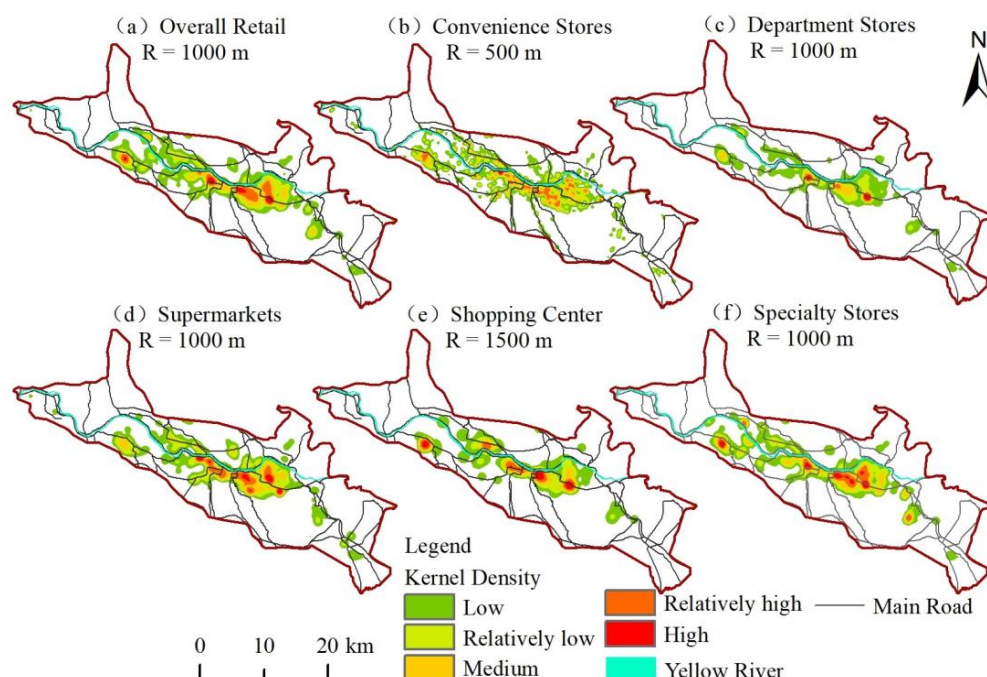 （a）Overall Retail
R = 1000 m
（b）Convenience Stores
R = 500 m
（c）Department Stores
R = 1000 m
N
（d）Supermarkets
R = 1000 m
（e）Shopping Center
R = 1500 m
（f）Specialty Stores
R = 1000 m
Legend
Kernel Density
Low
Relatively low
Medium
Relatively high
High
Yellow River
Main Road
0 10 20 km